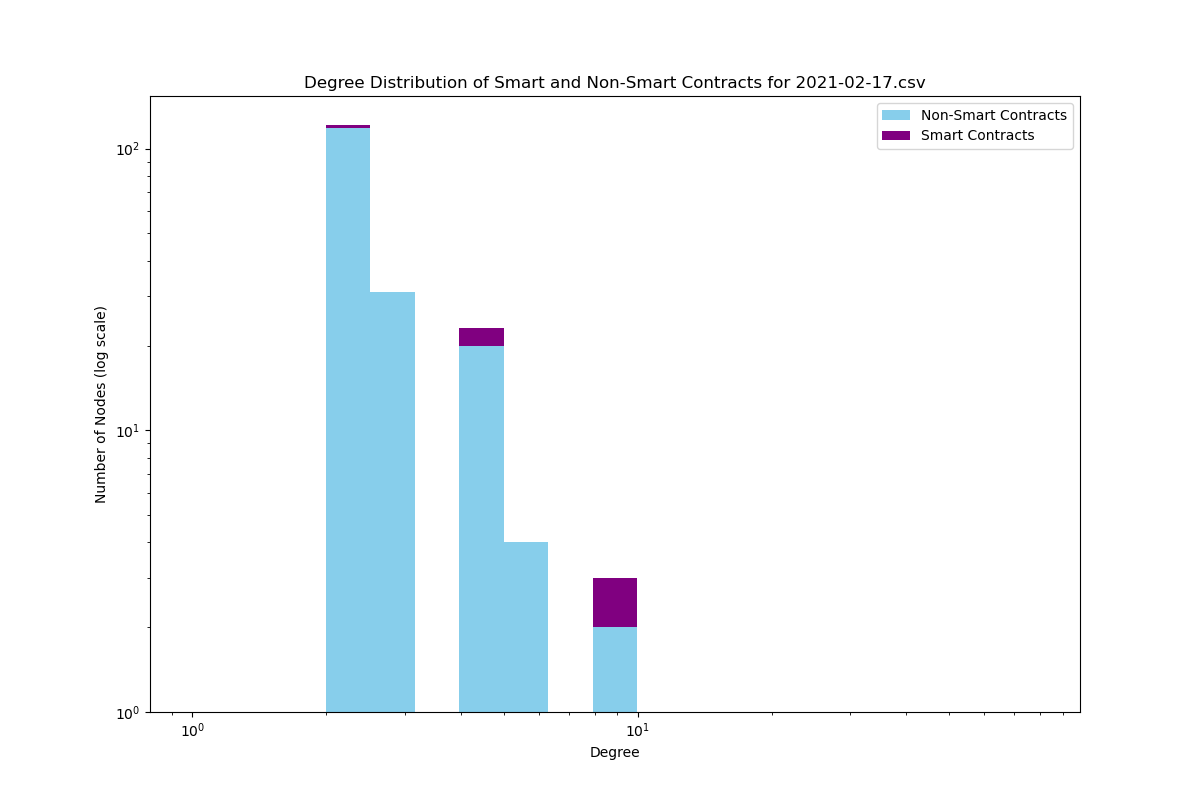 Degree Distribution of Smart and Non-Smart Contracts for 2021-02-17.csv
Non-Smart Contracts
Smart Contracts
Number of Nodes (log scale)
10²
10¹
10⁰
10⁰ 10¹
Degree